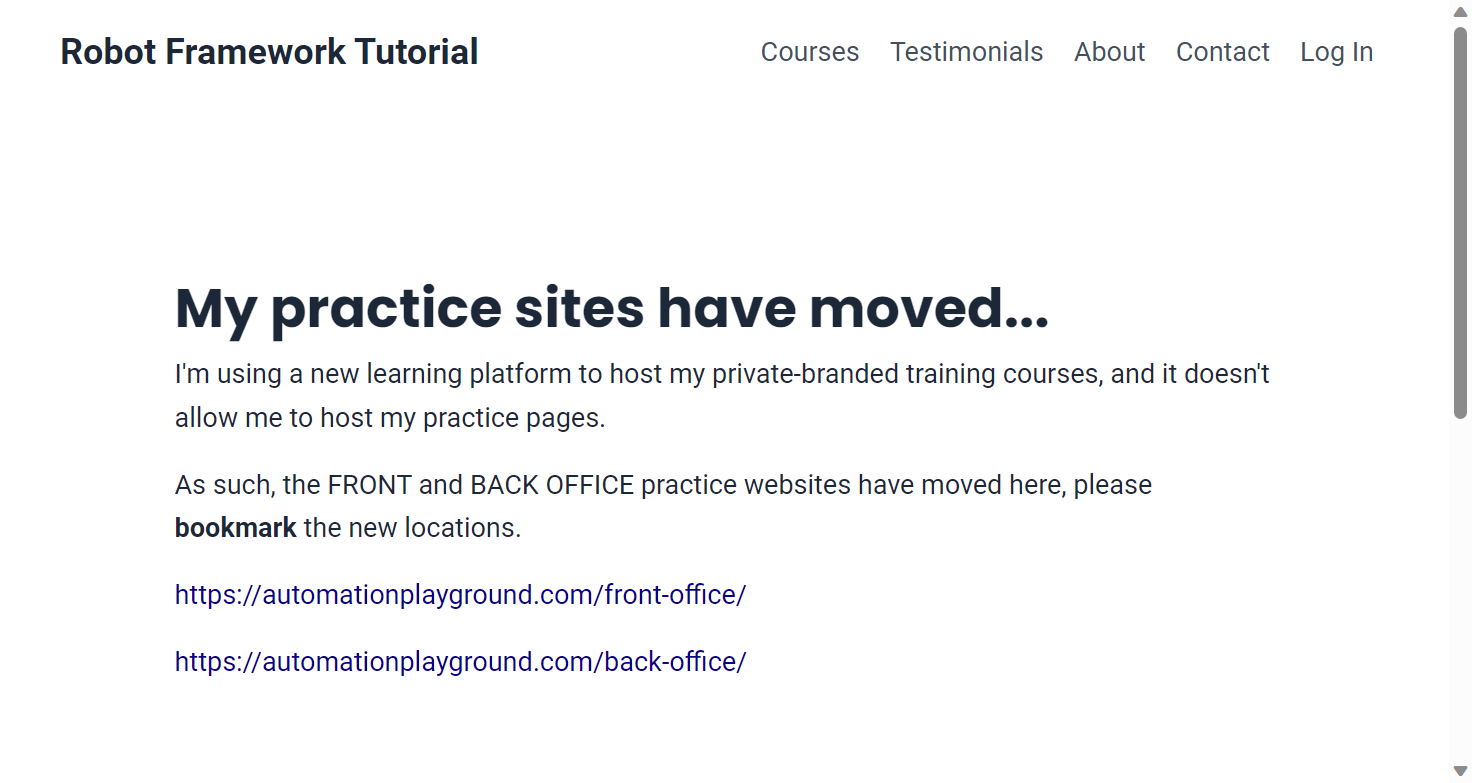 Robot Framework Tutorial
Courses Testimonials About Contact Log In
My practice sites have moved...
I'm using a new learning platform to host my private-branded training courses, and it doesn't
allow me to host my practice pages.
As such, the FRONT and BACK OFFICE practice websites have moved here, please
bookmark the new locations.
https://automationplayground.com/front-office/
https://automationplayground.com/back-office/